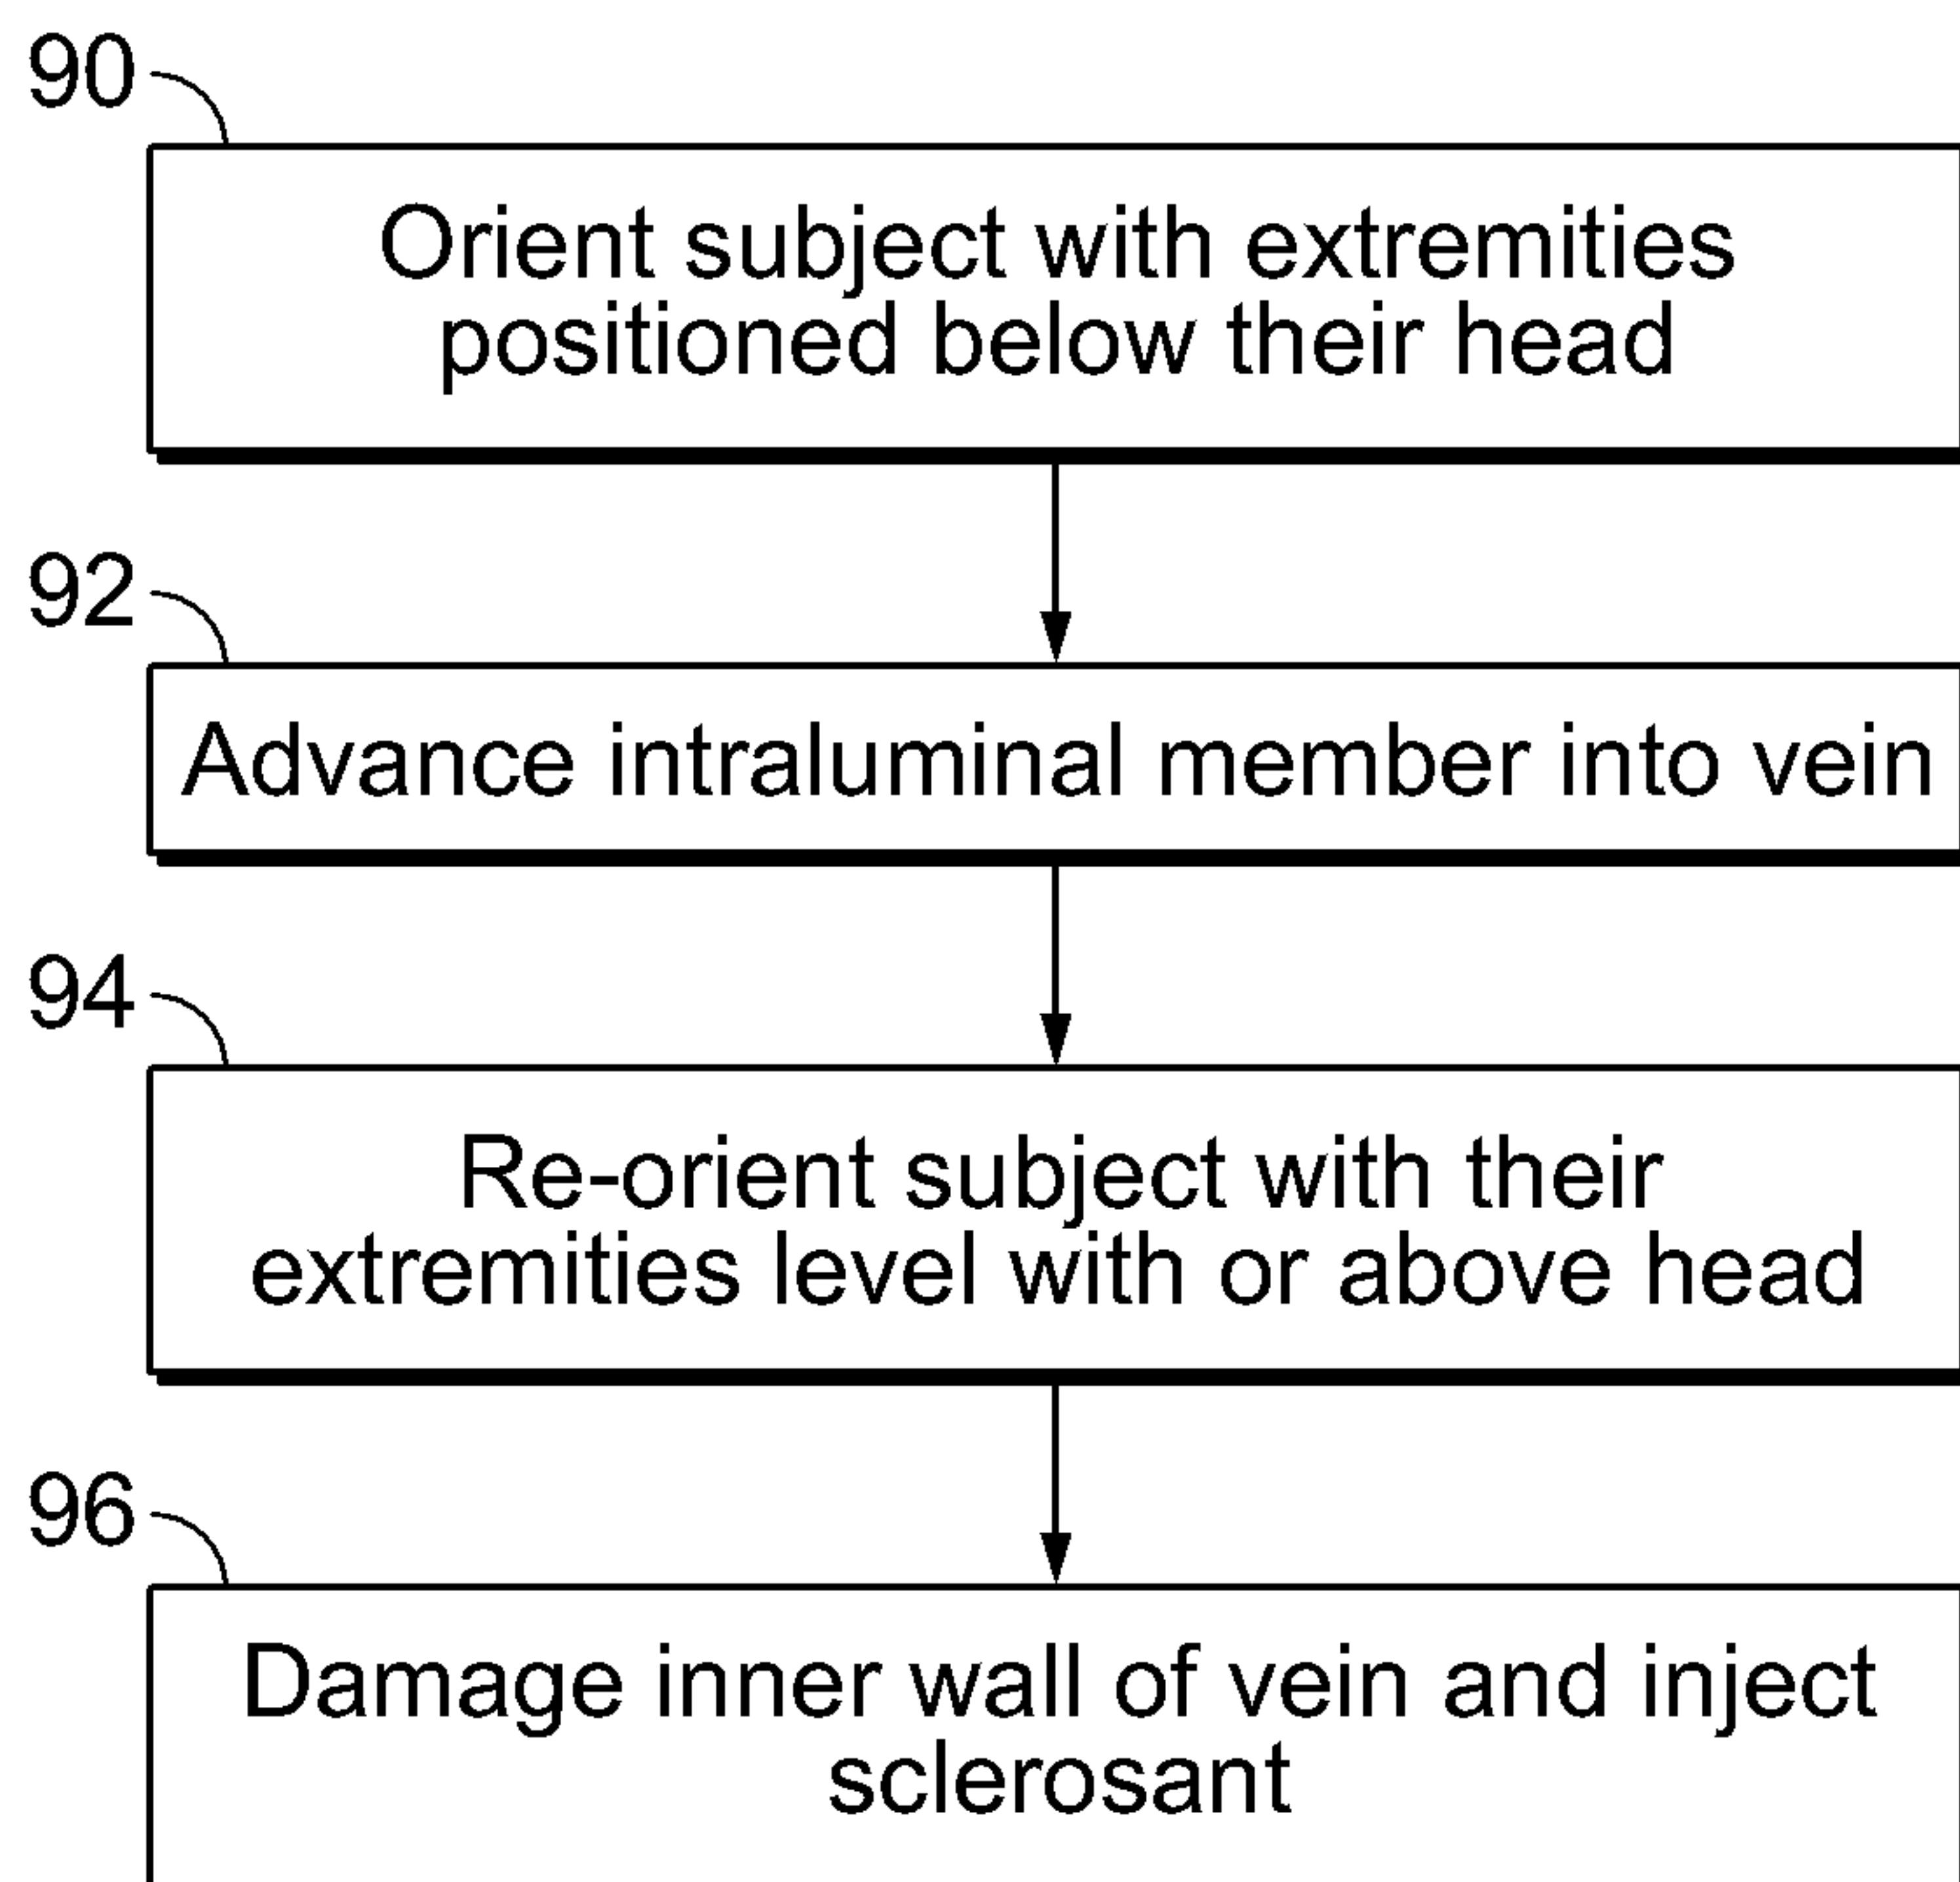 90
Orient subject with extremities
positioned below their head
92
Advance intraluminal member into vein
94
Re-orient subject with their
extremities level with or above head
96
Damage inner wall of vein and inject
sclerosant